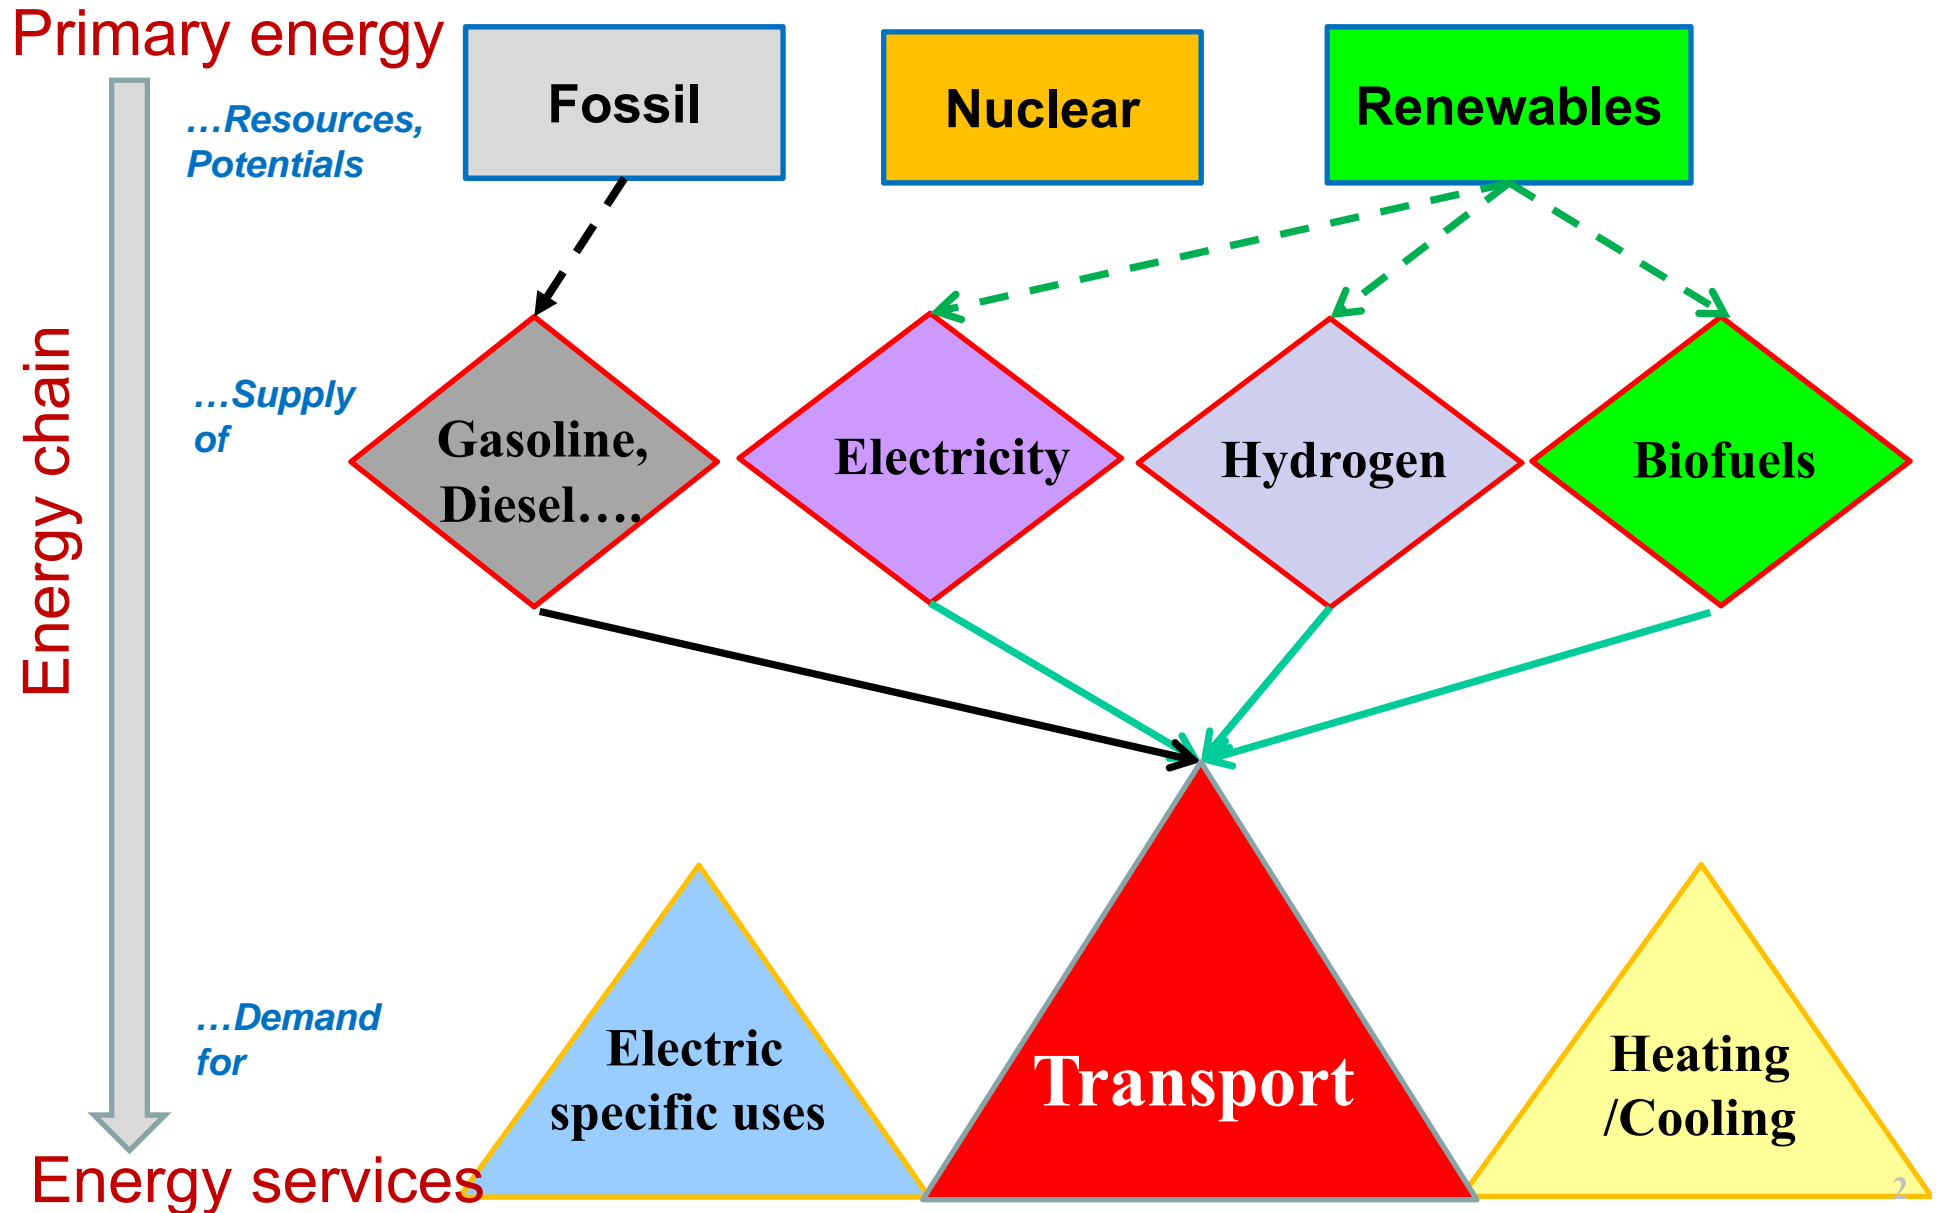 Primary energy
Fossil
Nuclear
Renewables
…Resources,
Potentials
Energy chain
…Supply
of
Gasoline,
Diesel….
Electricity
Hydrogen
Biofuels
…Demand
for
Electric
specific uses
Transport
Heating
/Cooling
Energy services
2